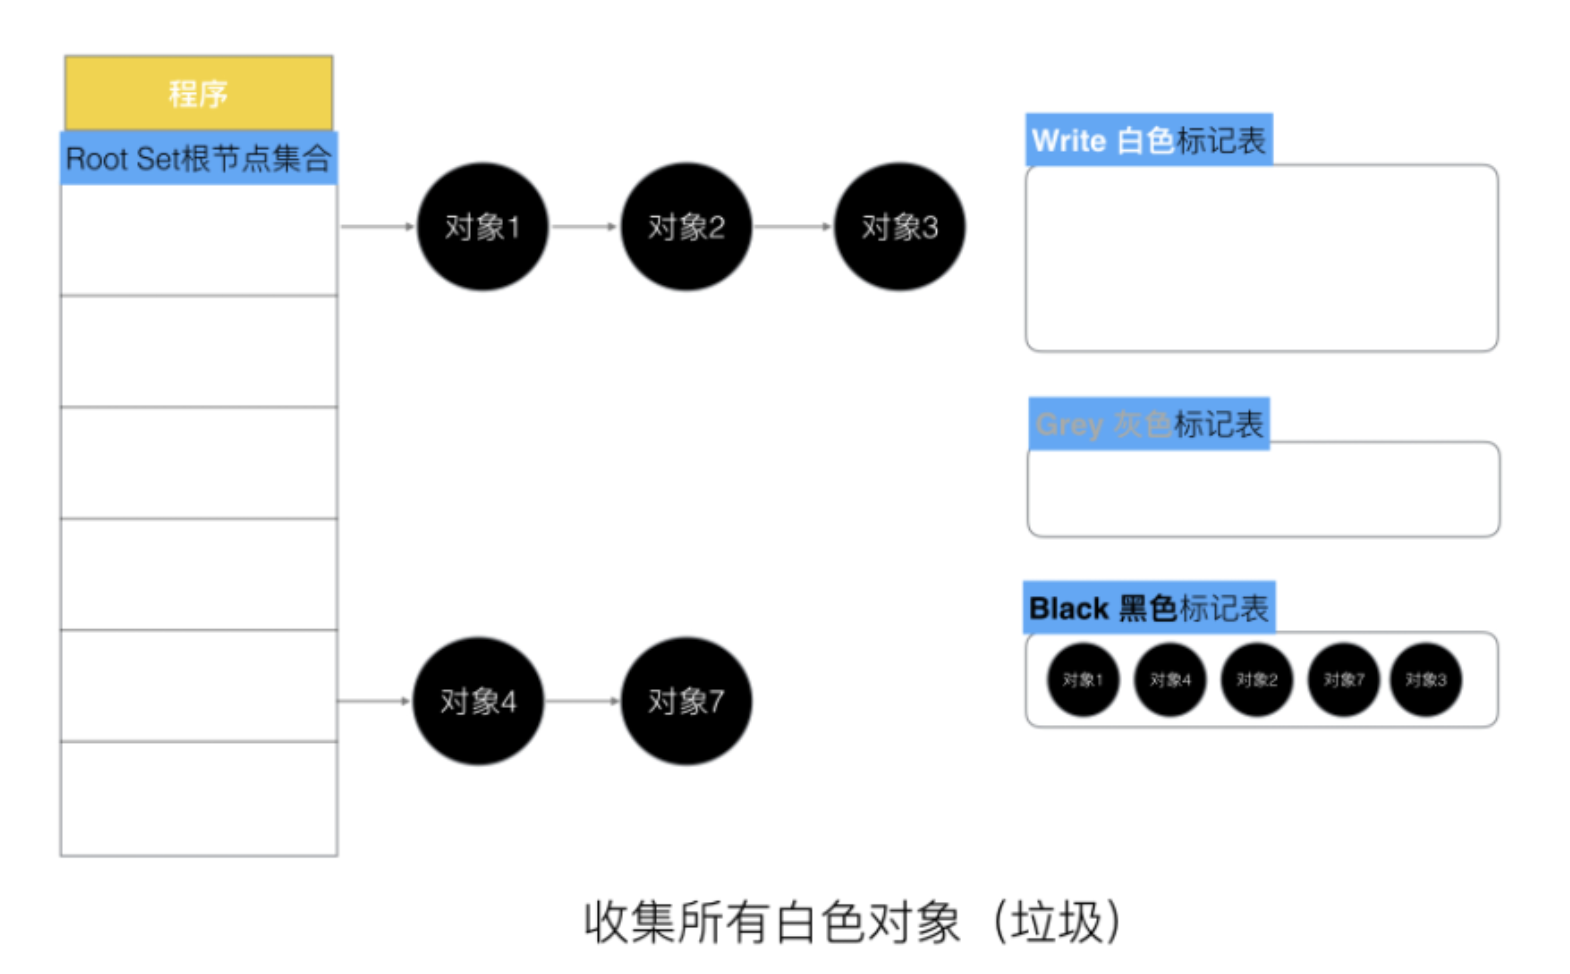 程序
Root Set根节点集合
对象1
对象2
对象3
对象4
对象7
Write 白色标记表
Grey 灰色标记表
Black 黑色标记表
对象1 对象4 对象2 对象7 对象3
收集所有白色对象（垃圾）